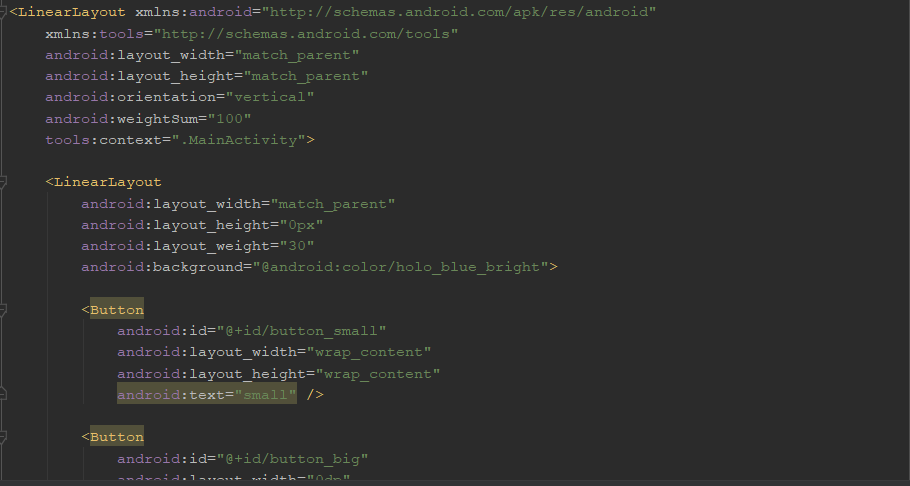 <LinearLayout xmlns:android="http://schemas.android.com/apk/res/android"
    xmlns:tools="http://schemas.android.com/tools"
    android:layout_width="match_parent"
    android:layout_height="match_parent"
    android:orientation="vertical"
    android:weightSum="100"
    tools:context=".MainActivity">

    <LinearLayout
        android:layout_width="match_parent"
        android:layout_height="0px"
        android:layout_weight="30"
        android:background="@android:color/holo_blue_bright">

        <Button
            android:id="@+id/button_small"
            android:layout_width="wrap_content"
            android:layout_height="wrap_content"
            android:text="small" />

        <Button
            android:id="@+id/button_big"
            android:layout_width="0dp"